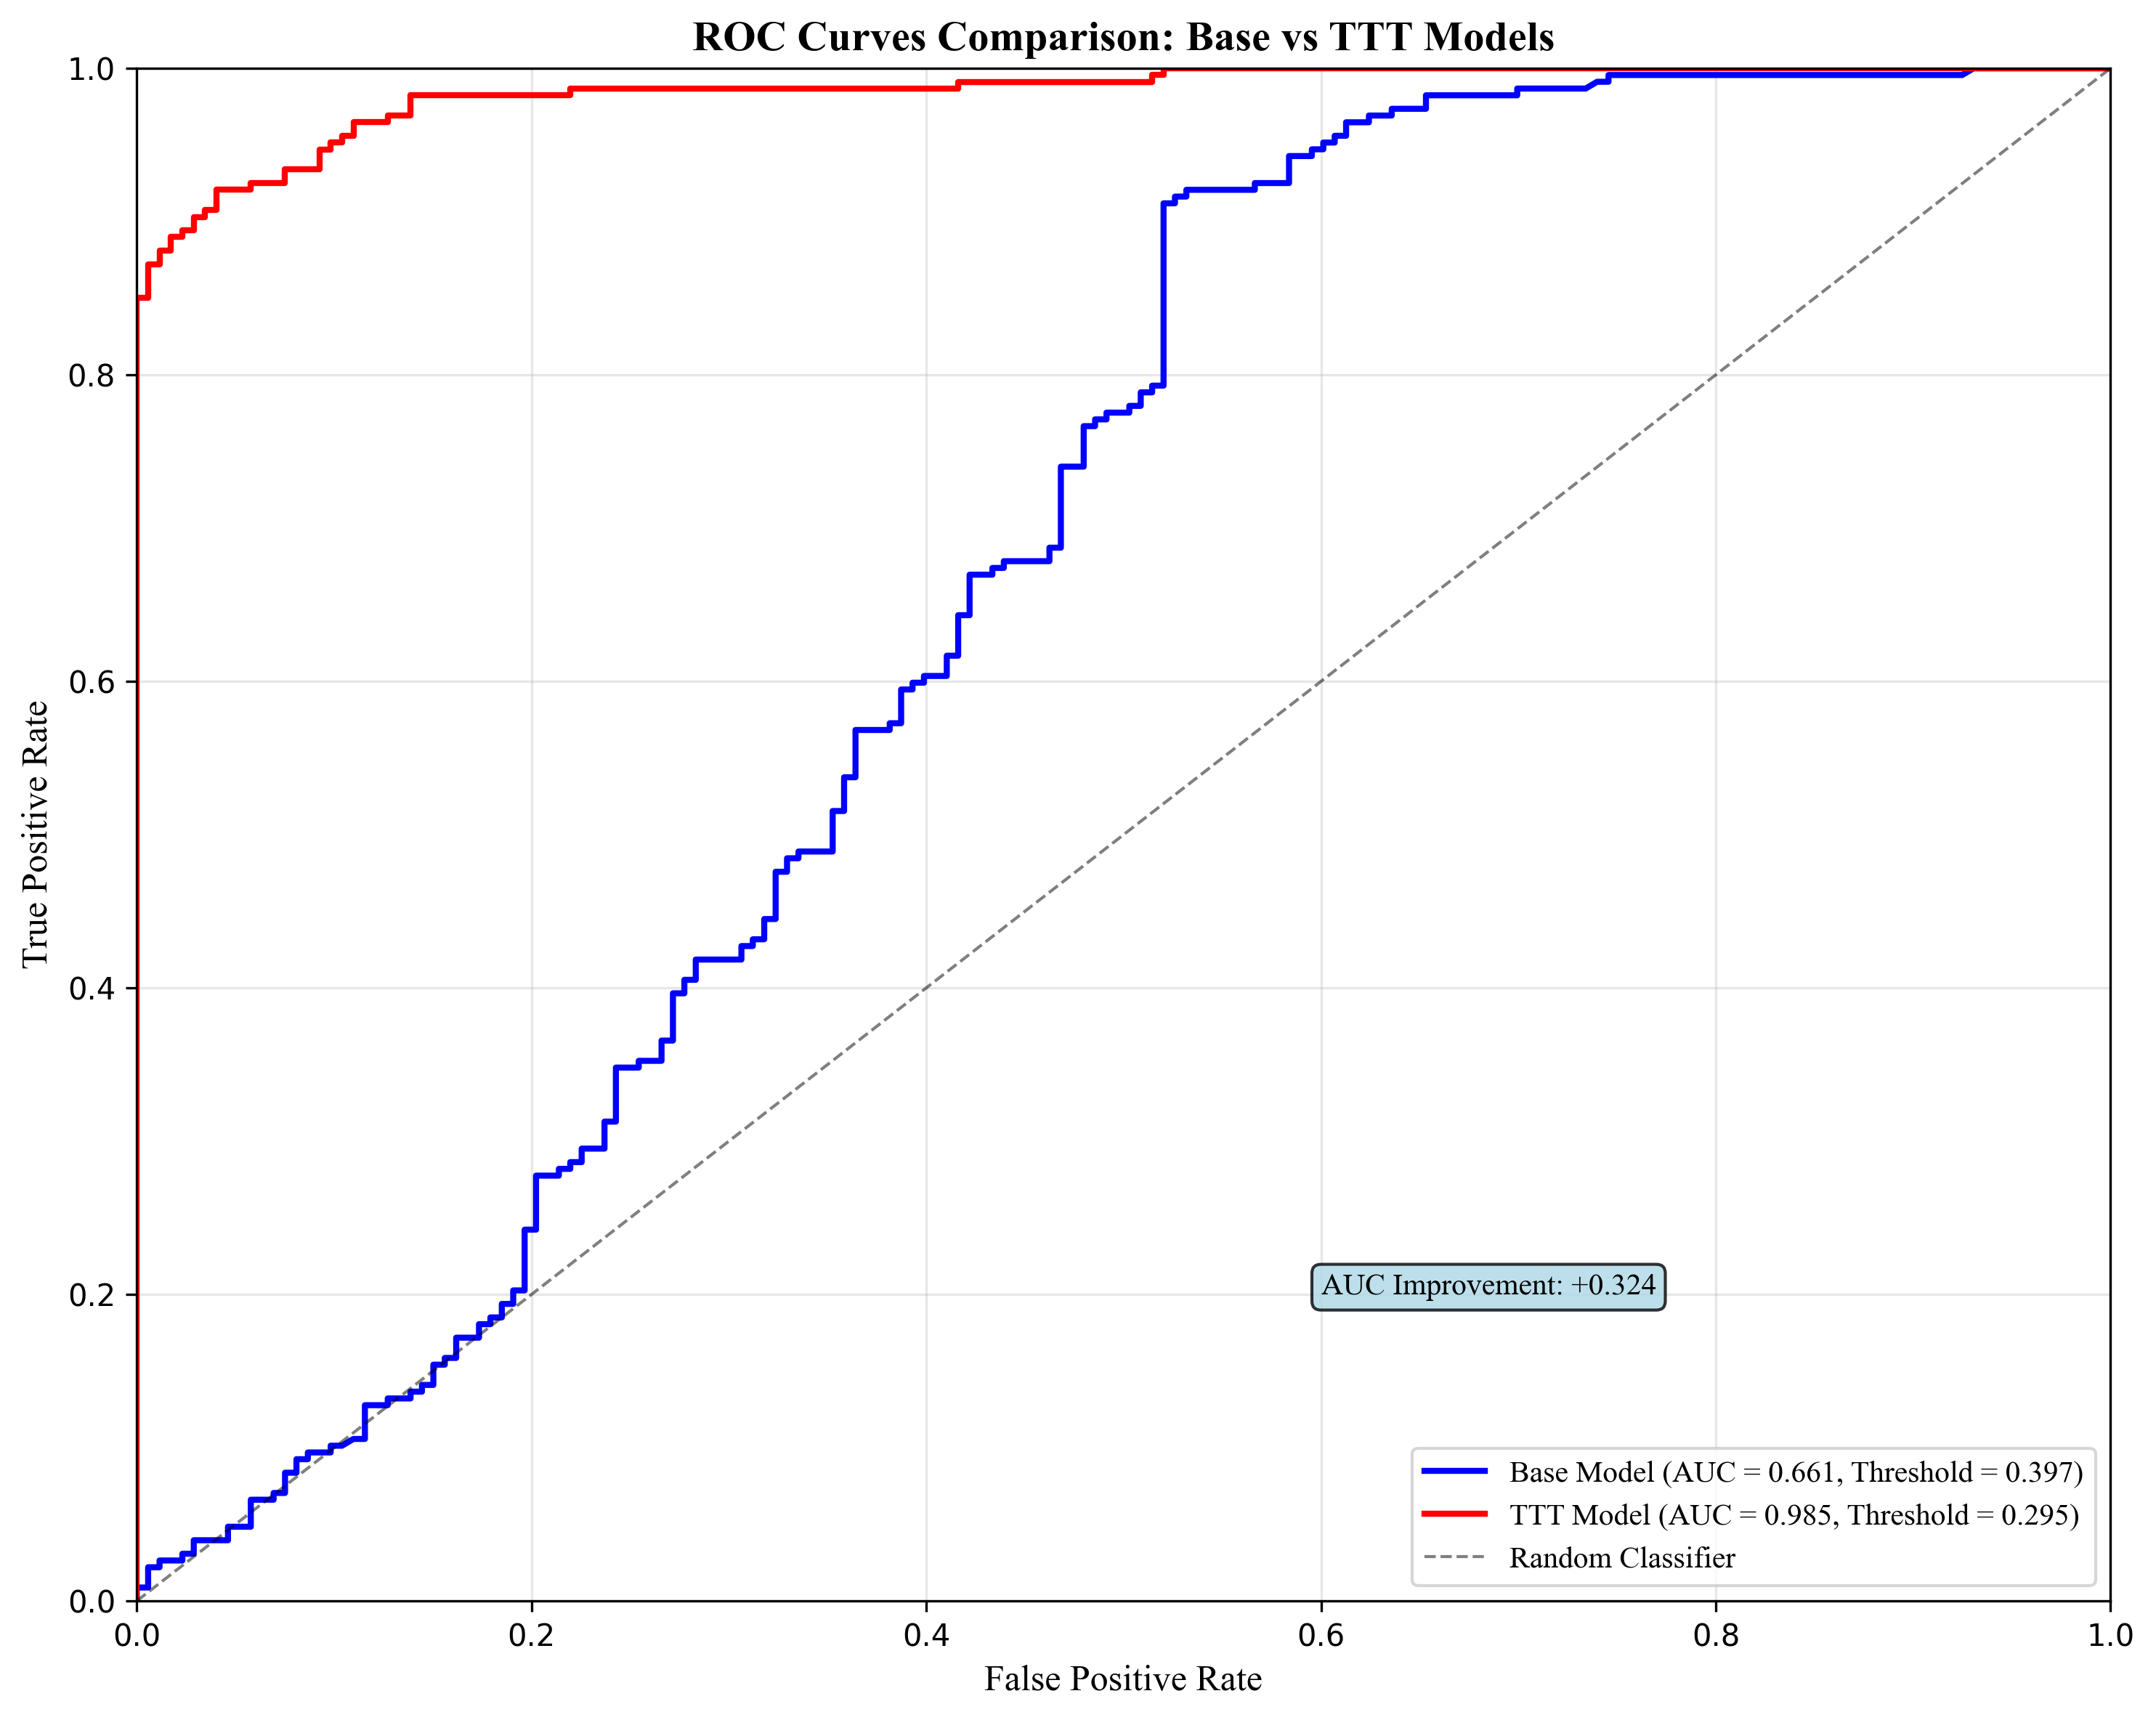 ROC Curves Comparison: Base vs TTT Models
1.0
0.8
0.6
0.4
0.2
0.0
True Positive Rate
AUC Improvement: +0.324
Base Model (AUC = 0.661, Threshold = 0.397)
TTT Model (AUC = 0.985, Threshold = 0.295)
Random Classifier
0.0 0.2 0.4 0.6 0.8 1.0
False Positive Rate